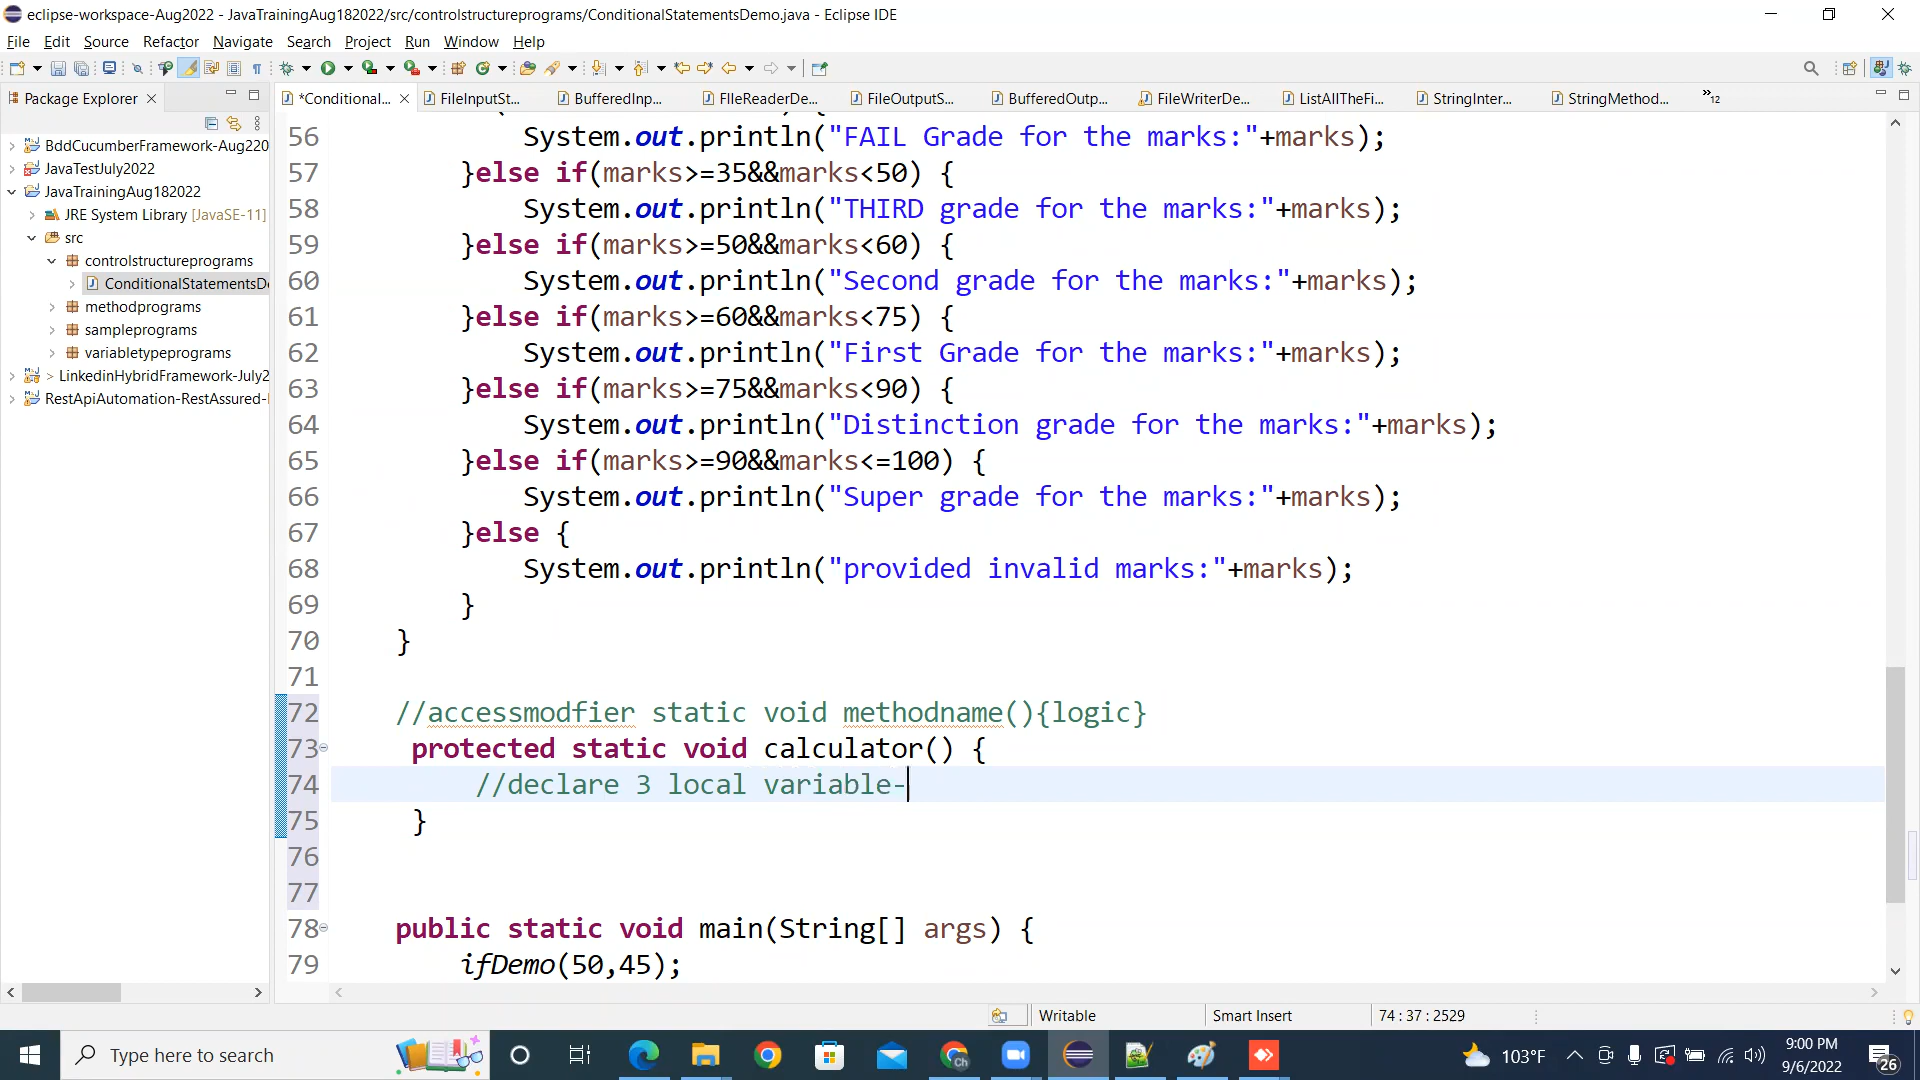 eclipse-workspace-Aug2022 - JavaTrainingAug182022/src/controlstructureprograms/ConditionalStatementsDemo.java - Eclipse IDE
File Edit Source Refactor Navigate Search Project Run Window Help
Package Explorer
*Conditional... FileInputSt... BufferedInp... FIleReaderDe... FileOutputS... BufferedOutp... FileWriterDe... ListAllTheFi... StringInter... StringMethod... »12
BddCucumberFramework-Aug220
JavaTestJuly2022
JavaTrainingAug182022
JRE System Library [JavaSE-11]
src
controlstructureprograms
ConditionalStatementsD
methodprograms
sampleprograms
variabletypeprograms
> LinkedinHybridFramework-July2
RestApiAutomation-RestAssured-
56 System.out.println("FAIL Grade for the marks:"+marks);
57 }else if(marks>=35&&marks<50) {
58 System.out.println("THIRD grade for the marks:"+marks);
59 }else if(marks>=50&&marks<60) {
60 System.out.println("Second grade for the marks:"+marks);
61 }else if(marks>=60&&marks<75) {
62 System.out.println("First Grade for the marks:"+marks);
63 }else if(marks>=75&&marks<90) {
64 System.out.println("Distinction grade for the marks:"+marks);
65 }else if(marks>=90&&marks<=100) {
66 System.out.println("Super grade for the marks:"+marks);
67 }else {
68 System.out.println("provided invalid marks:"+marks);
69 }
70 }
71
72 //accessmodfier static void methodname(){logic}
73 protected static void calculator() {
74 //declare 3 local variable-
75 }
76
77
78 public static void main(String[] args) {
79 ifDemo(50,45);
Writable Smart Insert 74 : 37 : 2529
Type here to search
103°F
9:00 PM
9/6/2022
26